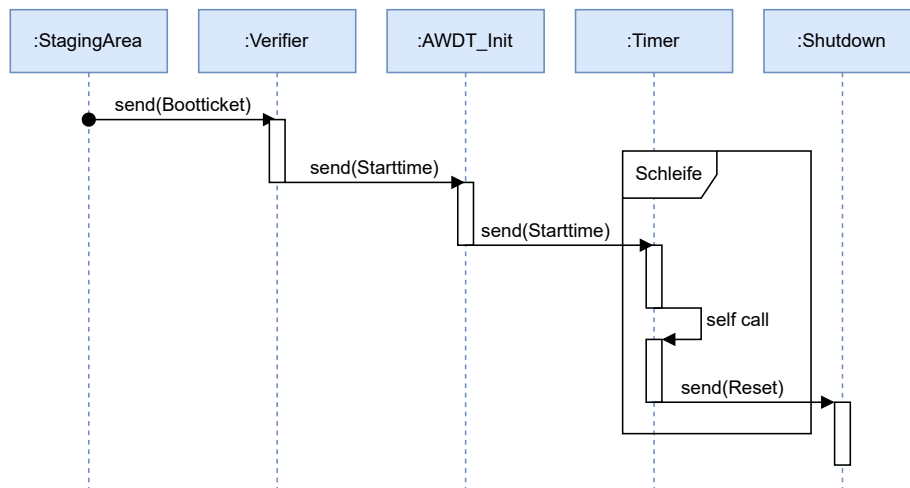 :StagingArea
:Verifier
:AWDT_Init
:Timer
:Shutdown
send(Bootticket)
send(Starttime)
Schleife
send(Starttime)
self call
send(Reset)